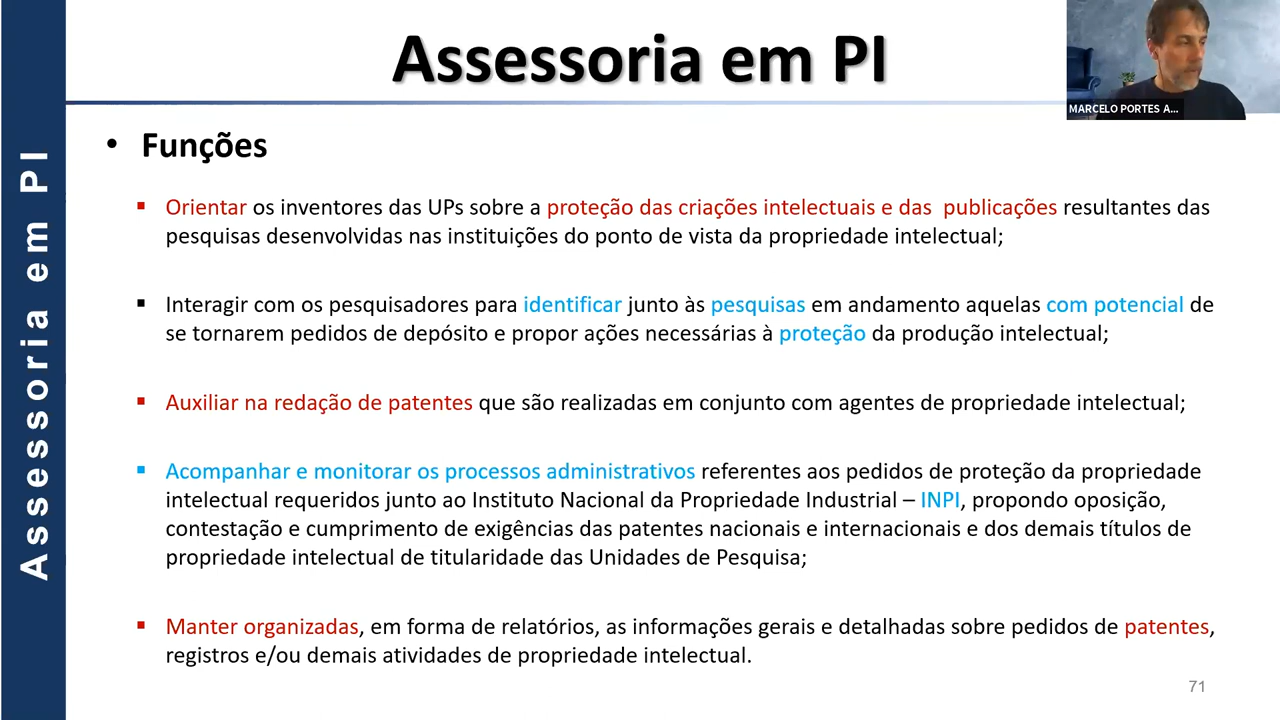 Assessoria em PI
MARCELO PORTES A...
Assessoria em PI
• Funções
▪ Orientar os inventores das UPs sobre a proteção das criações intelectuais e das publicações resultantes das
pesquisas desenvolvidas nas instituições do ponto de vista da propriedade intelectual;
▪ Interagir com os pesquisadores para identificar junto às pesquisas em andamento aquelas com potencial de
se tornarem pedidos de depósito e propor ações necessárias à proteção da produção intelectual;
▪ Auxiliar na redação de patentes que são realizadas em conjunto com agentes de propriedade intelectual;
▪ Acompanhar e monitorar os processos administrativos referentes aos pedidos de proteção da propriedade
intelectual requeridos junto ao Instituto Nacional da Propriedade Industrial – INPI, propondo oposição,
contestação e cumprimento de exigências das patentes nacionais e internacionais e dos demais títulos de
propriedade intelectual de titularidade das Unidades de Pesquisa;
▪ Manter organizadas, em forma de relatórios, as informações gerais e detalhadas sobre pedidos de patentes,
registros e/ou demais atividades de propriedade intelectual.
71